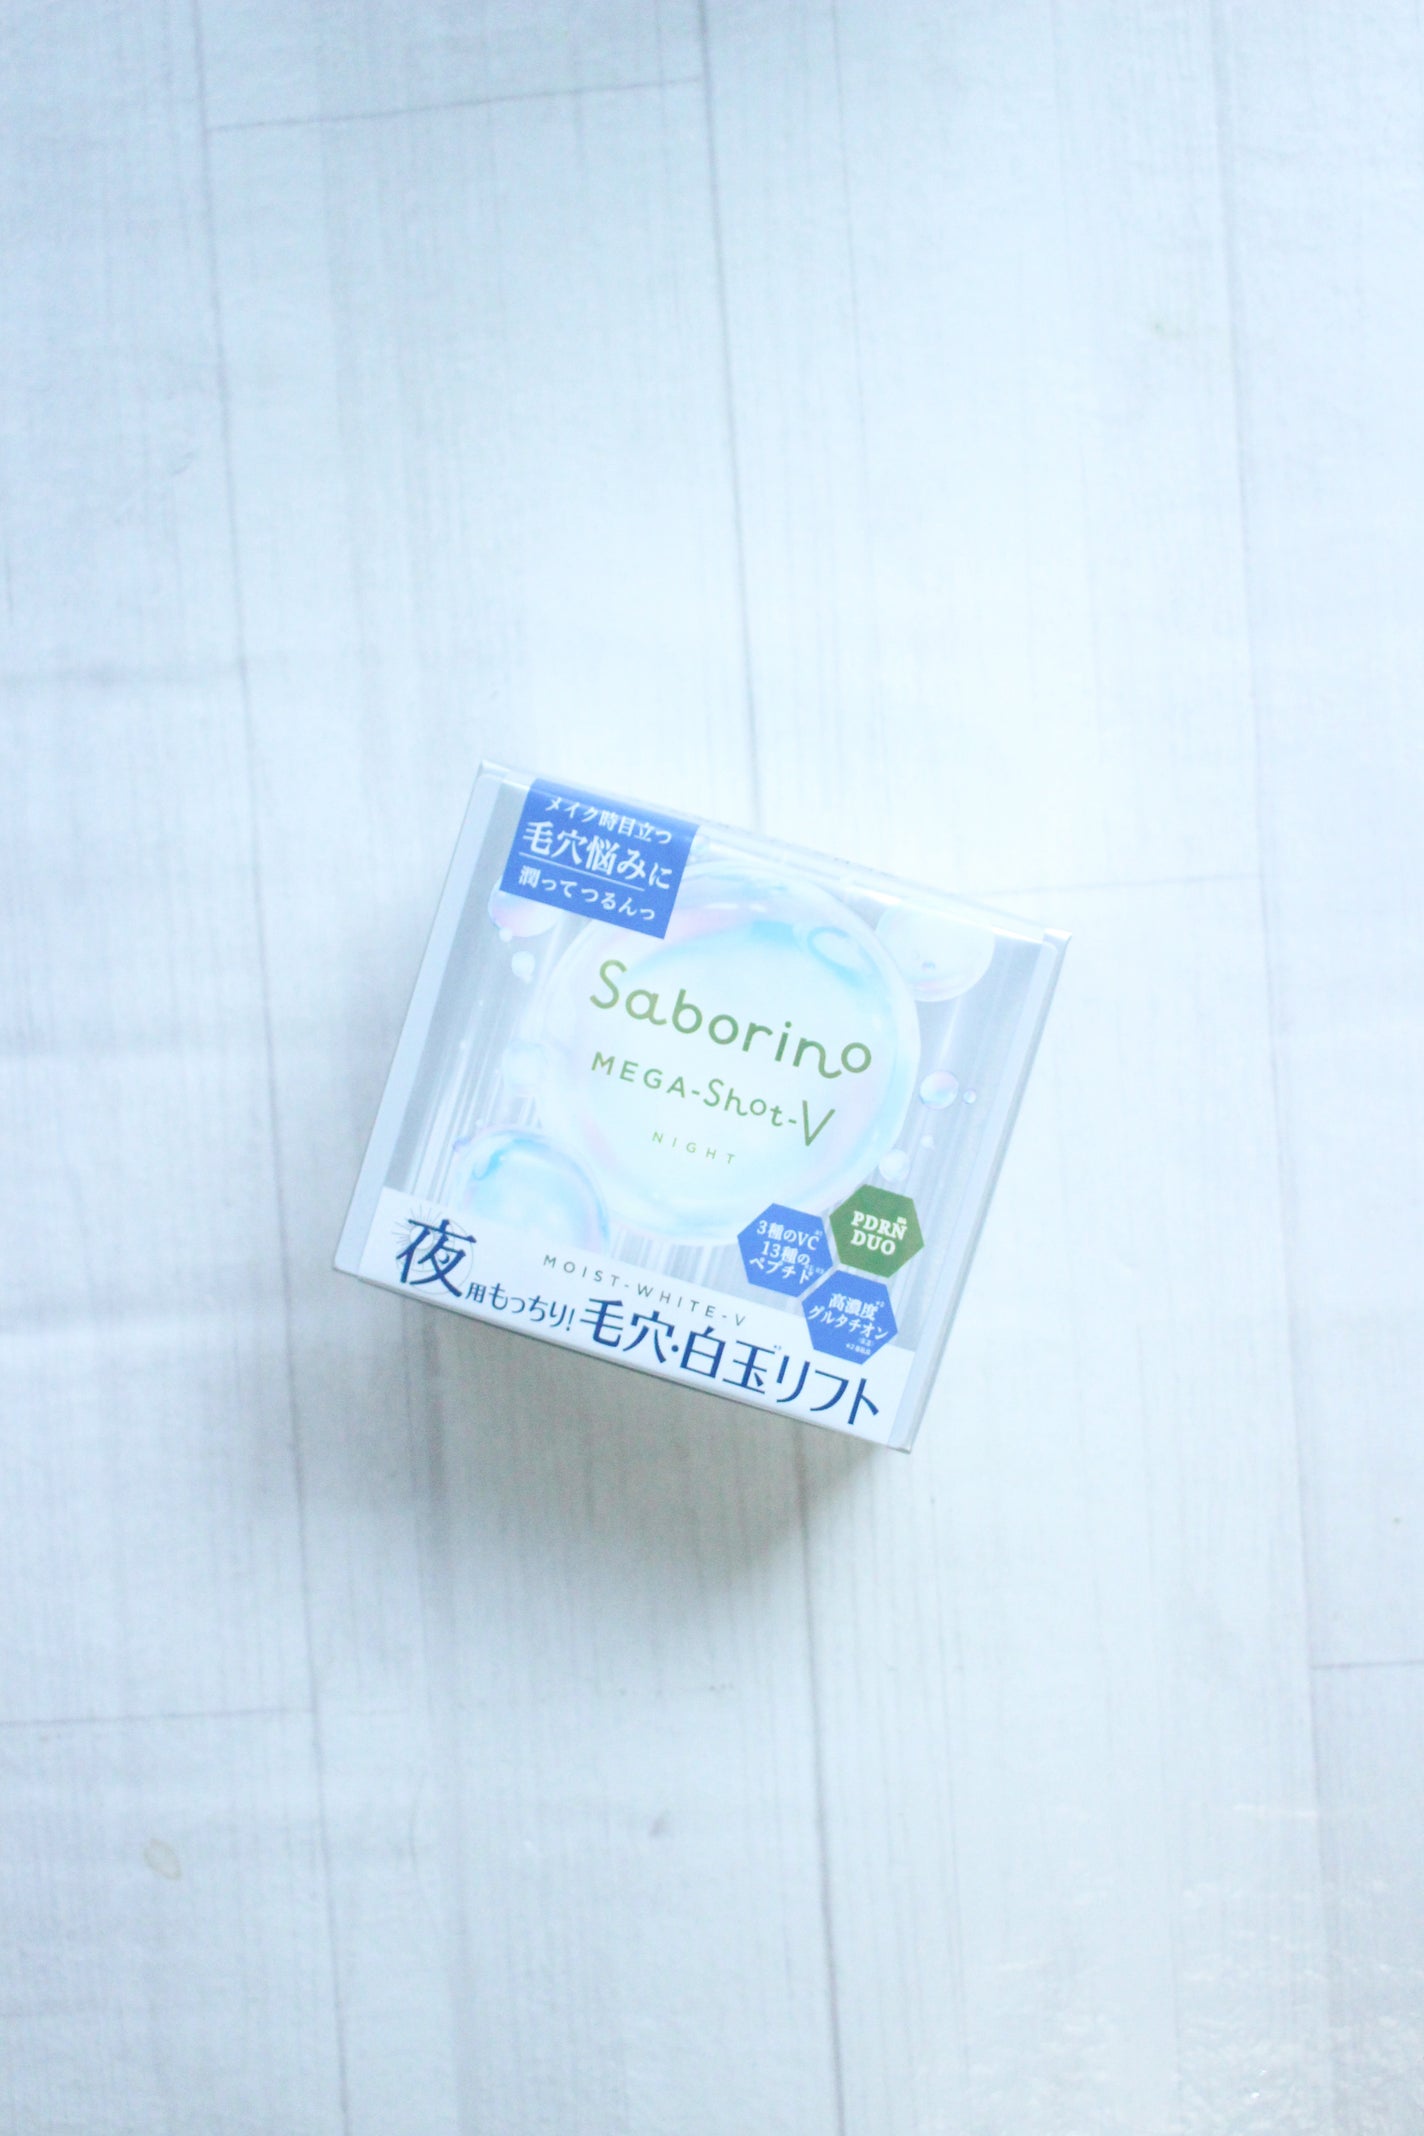 メイク時目立つ
毛穴悩みに
潤ってつるんっ
Saborino
MEGA-Shot-V
NIGHT
PDRN
DUO
3種のVC
13種の
ペプチド
高濃度
グルタチオン
MOIST-WHITE-V
夜用もっちり!毛穴・白玉リフト